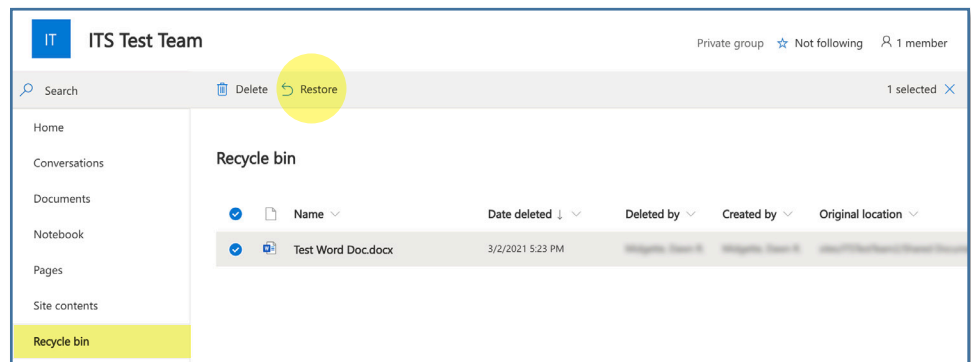 IT ITS Test Team
Private group Not following 1 member
Search Delete Restore 1 selected
Home
Conversations
Documents
Notebook
Pages
Site contents
Recycle bin
Recycle bin
Name Date deleted Deleted by Created by Original location
Test Word Doc.docx 3/2/2021 5:23 PM